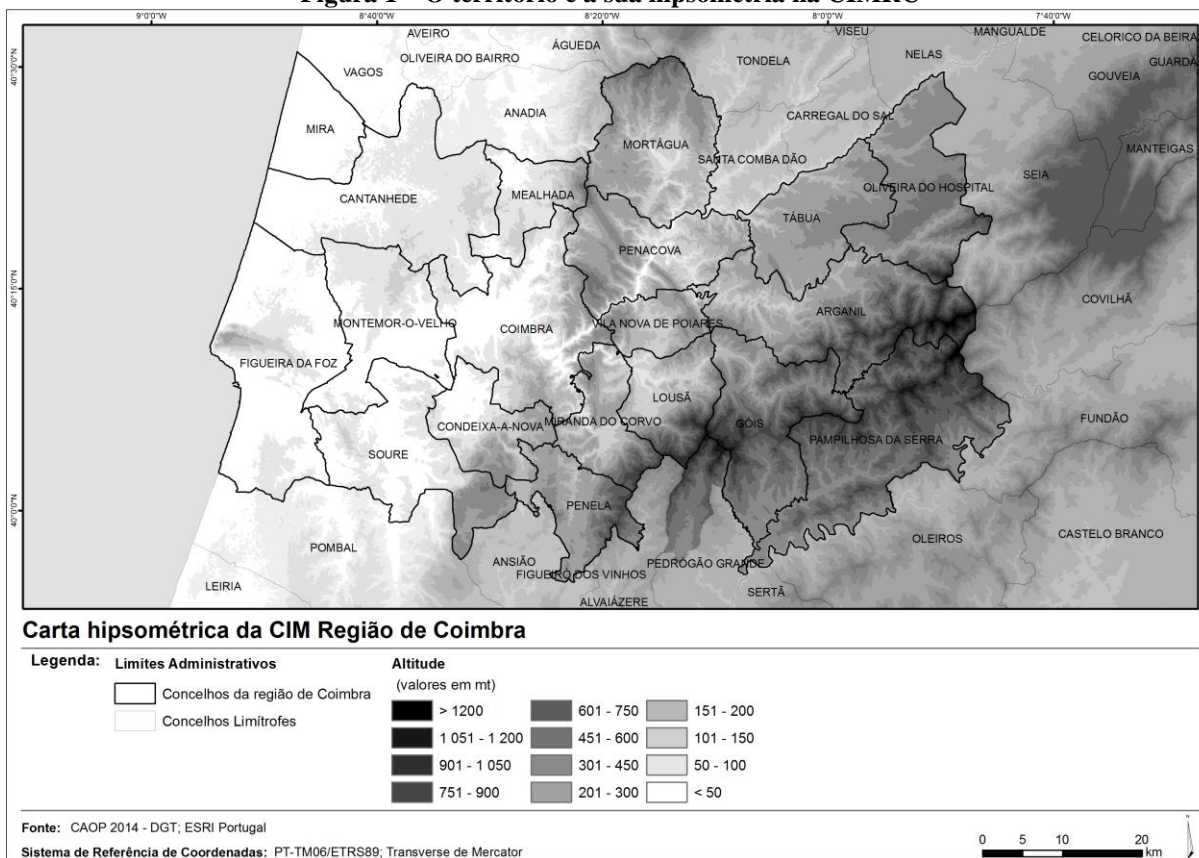 Figura 1 – O território e a sua hipsometria na CIMRC
9°0'0"W 8°40'0"W 8°20'0"W 8°0'0"W 7°40'0"W
40°30'0"N
40°15'0"N
40°0'0"N
AVEIRO
VISEU
MANGUALDE
OLIVEIRA DO BAIRRO
ÁGUEDA
NELAS
CELORICO DA BEIRA
VAGOS
TONDELA
GUARDA
GOUVEIA
ANADIA
CARREGAL DO SAL
MIRA
MORTÁGUA
MANTEIGAS
SANTA COMBA DÃO
SEIA
CANTANHEDE
MEALHADA
OLIVEIRA DO HOSPITAL
TÁBUA
PENACOVA
COVILHÃ
ARGANIL
MONTEMOR-O-VELHO
COIMBRA
VILA NOVA DE POIARES
FIGUEIRA DA FOZ
LOUSÃ
CONDEIXA-A-NOVA
MIRANDA DO CORVO
GÓIS
FUNDÃO
PAMPILHOSA DA SERRA
SOURE
PENELA
POMBAL
OLEIROS
CASTELO BRANCO
ANSIÃO
PEDRÓGÃO GRANDE
FIGUEIRÓ DOS VINHOS
LEIRIA
SERTÃ
ALVAIÁZERE
Carta hipsométrica da CIM Região de Coimbra
Legenda: Limites Administrativos
Concelhos da região de Coimbra
Concelhos Limítrofes
Altitude
(valores em mt)
> 1200
1 051 - 1 200
901 - 1 050
751 - 900
601 - 750
451 - 600
301 - 450
201 - 300
151 - 200
101 - 150
50 - 100
< 50
Fonte: CAOP 2014 - DGT; ESRI Portugal
Sistema de Referência de Coordenadas: PT-TM06/ETRS89; Transverse de Mercator
0 5 10 20
km
N